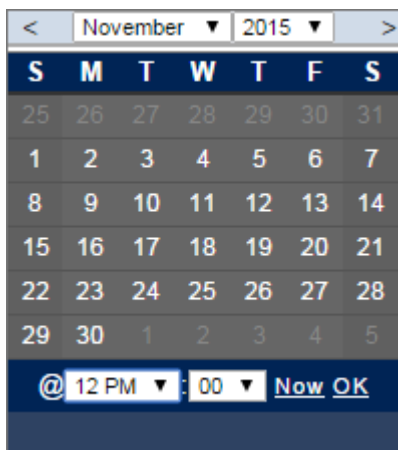 < November ▼ 2015 ▼ >
S M T W T F S
25 26 27 28 29 30 31
1 2 3 4 5 6 7
8 9 10 11 12 13 14
15 16 17 18 19 20 21
22 23 24 25 26 27 28
29 30 1 2 3 4 5
@ 12 PM ▼ : 00 ▼ Now OK